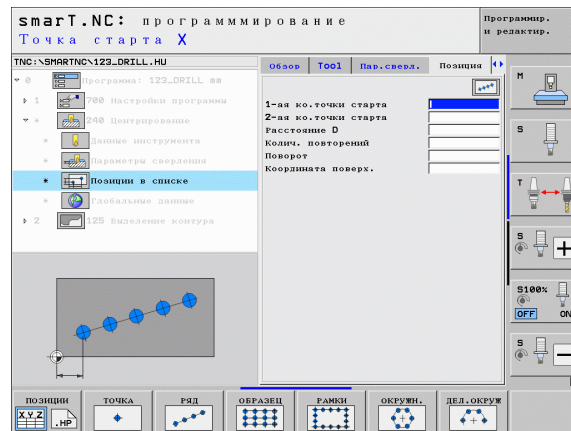 smarT.NC: программмирование
Точка старта X
Программир.
и редактир.
TNC:\SMARTNC\123_DRILL.HU
0 Программа: 123_DRILL mm
1 700 Настройки программы
* 240 Центрирование
* Данные инструмента
* Параметры сверления
* Позиции в списке
* Глобальные данные
2 125 Выделение контура
Обзор Tool Пар.сверл. Позиция
1-ая ко.точки старта
2-ая ко.точки старта
Расстояние D
Колич. повторений
Поворот
Координата поверх.
M
S
T
S
S100%
OFF ON
S
ПОЗИЦИИ
X,Y,Z .HP
ТОЧКА
РЯД
ОБРАЗЕЦ
РАМКИ
ОКРУЖН.
ДЕЛ.ОКРУЖ